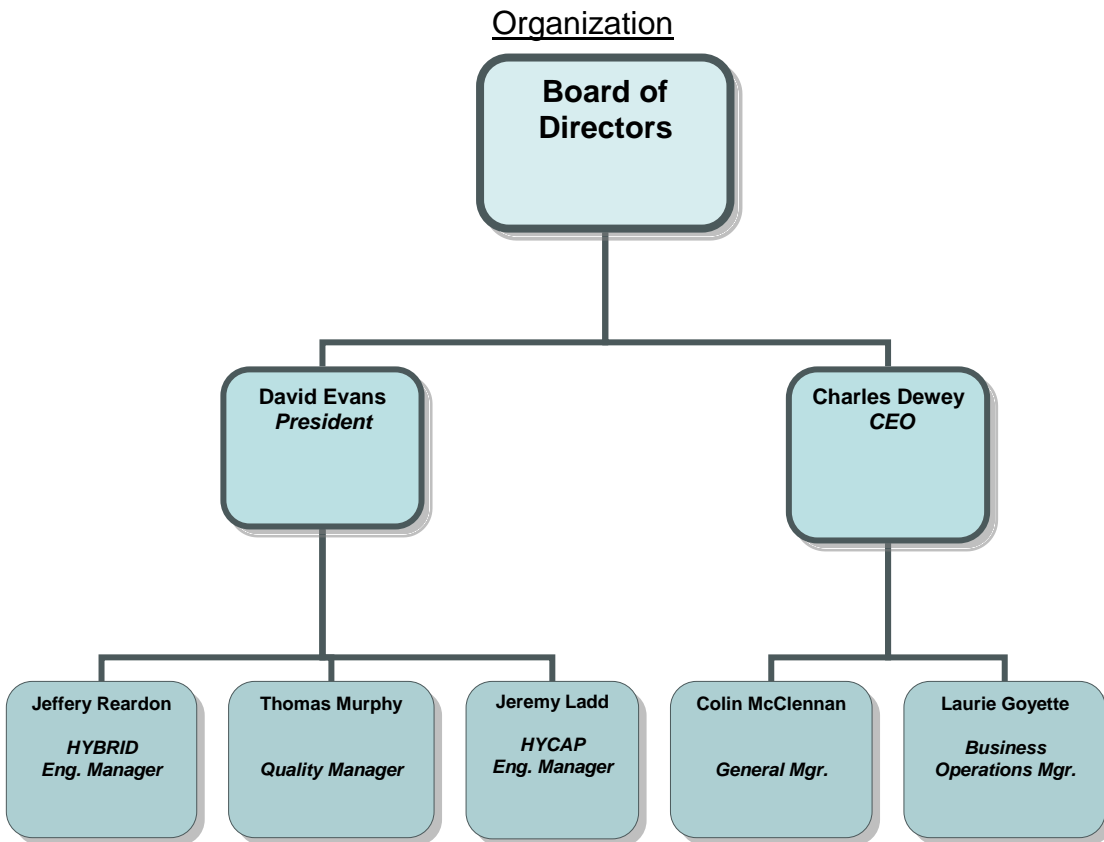 Organization
Board of
Directors
David Evans
President
Charles Dewey
CEO
Jeffery Reardon
HYBRID
Eng. Manager
Thomas Murphy
Quality Manager
Jeremy Ladd
HYCAP
Eng. Manager
Colin McClennan
General Mgr.
Laurie Goyette
Business
Operations Mgr.